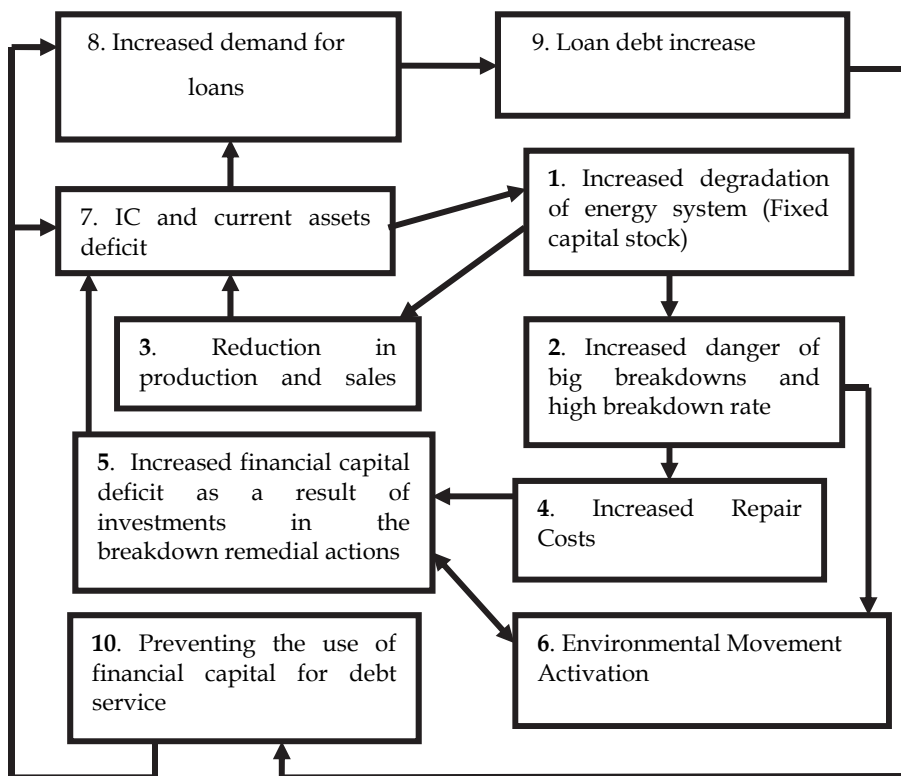 8. Increased demand for
loans
9. Loan debt increase
7. IC and current assets
deficit
1. Increased degradation
of energy system (Fixed
capital stock)
3. Reduction in
production and sales
2. Increased danger of
big breakdowns and
high breakdown rate
5. Increased financial capital
deficit as a result of
investments in the
breakdown remedial actions
4. Increased Repair
Costs
10. Preventing the use of
financial capital for debt
service
6. Environmental Movement
Activation